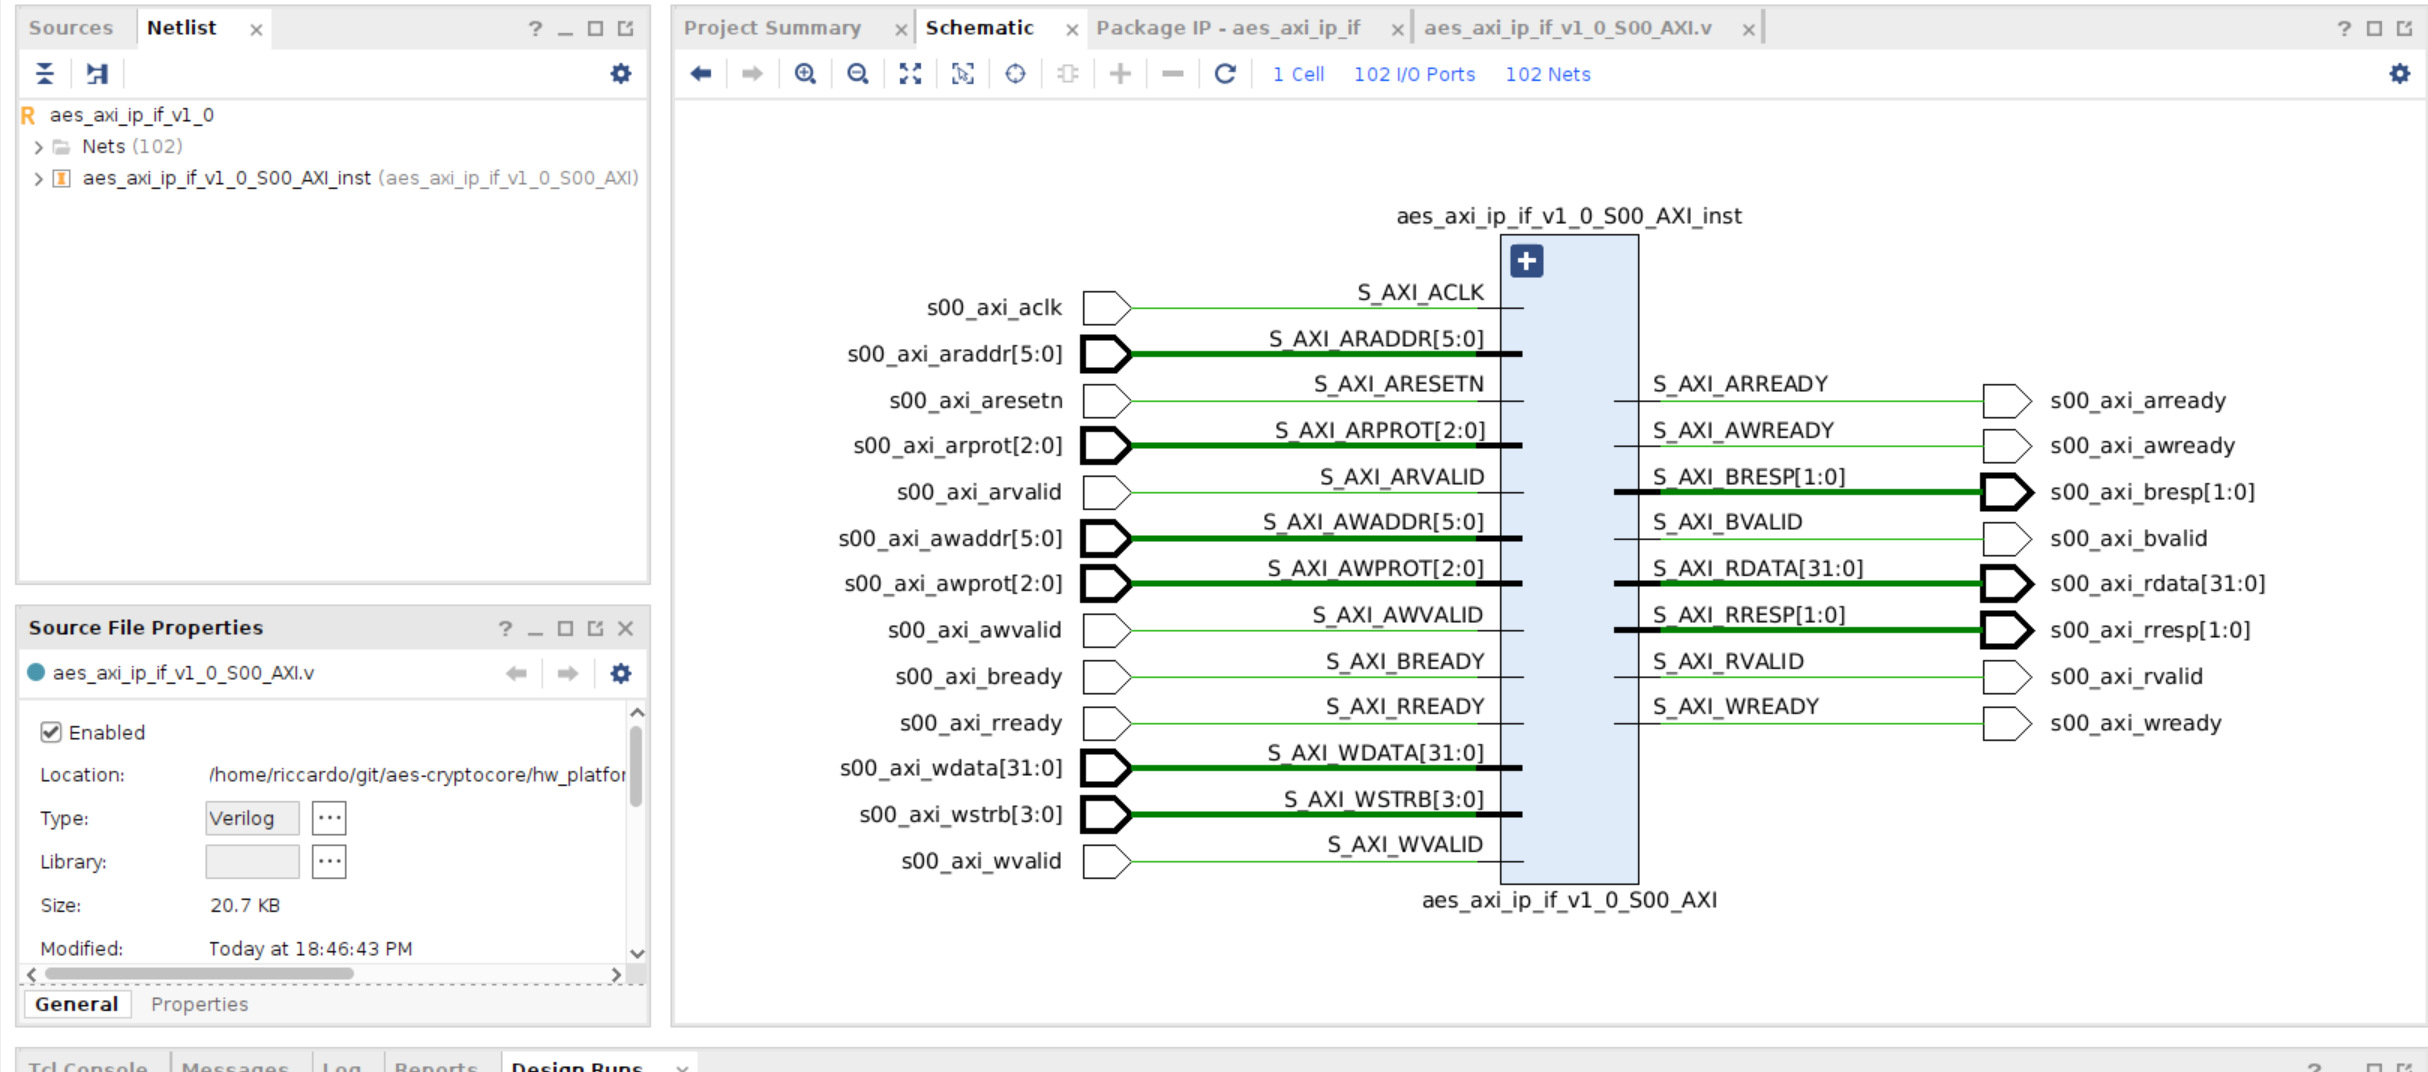 Sources
Netlist
aes_axi_ip_if_v1_0
Nets (102)
aes_axi_ip_if_v1_0_S00_AXI_inst (aes_axi_ip_if_v1_0_S00_AXI)
Source File Properties
aes_axi_ip_if_v1_0_S00_AXI.v
Enabled
Location: /home/riccardo/git/aes-cryptocore/hw_platfor
Type: Verilog
Library:
Size: 20.7 KB
Modified: Today at 18:46:43 PM
General Properties
Project Summary
Schematic
Package IP - aes_axi_ip_if
aes_axi_ip_if_v1_0_S00_AXI.v
1 Cell 102 I/O Ports 102 Nets
aes_axi_ip_if_v1_0_S00_AXI_inst
s00_axi_aclk S_AXI_ACLK
s00_axi_araddr[5:0] S_AXI_ARADDR[5:0]
s00_axi_aresetn S_AXI_ARESETN S_AXI_ARREADY s00_axi_arready
s00_axi_arprot[2:0] S_AXI_ARPROT[2:0] S_AXI_AWREADY s00_axi_awready
s00_axi_arvalid S_AXI_ARVALID S_AXI_BRESP[1:0] s00_axi_bresp[1:0]
s00_axi_awaddr[5:0] S_AXI_AWADDR[5:0] S_AXI_BVALID s00_axi_bvalid
s00_axi_awprot[2:0] S_AXI_AWPROT[2:0] S_AXI_RDATA[31:0] s00_axi_rdata[31:0]
s00_axi_awvalid S_AXI_AWVALID S_AXI_RRESP[1:0] s00_axi_rresp[1:0]
s00_axi_bready S_AXI_BREADY S_AXI_RVALID s00_axi_rvalid
s00_axi_rready S_AXI_RREADY S_AXI_WREADY s00_axi_wready
s00_axi_wdata[31:0] S_AXI_WDATA[31:0]
s00_axi_wstrb[3:0] S_AXI_WSTRB[3:0]
s00_axi_wvalid S_AXI_WVALID
aes_axi_ip_if_v1_0_S00_AXI
Tcl Console Messages Log Reports Design Runs